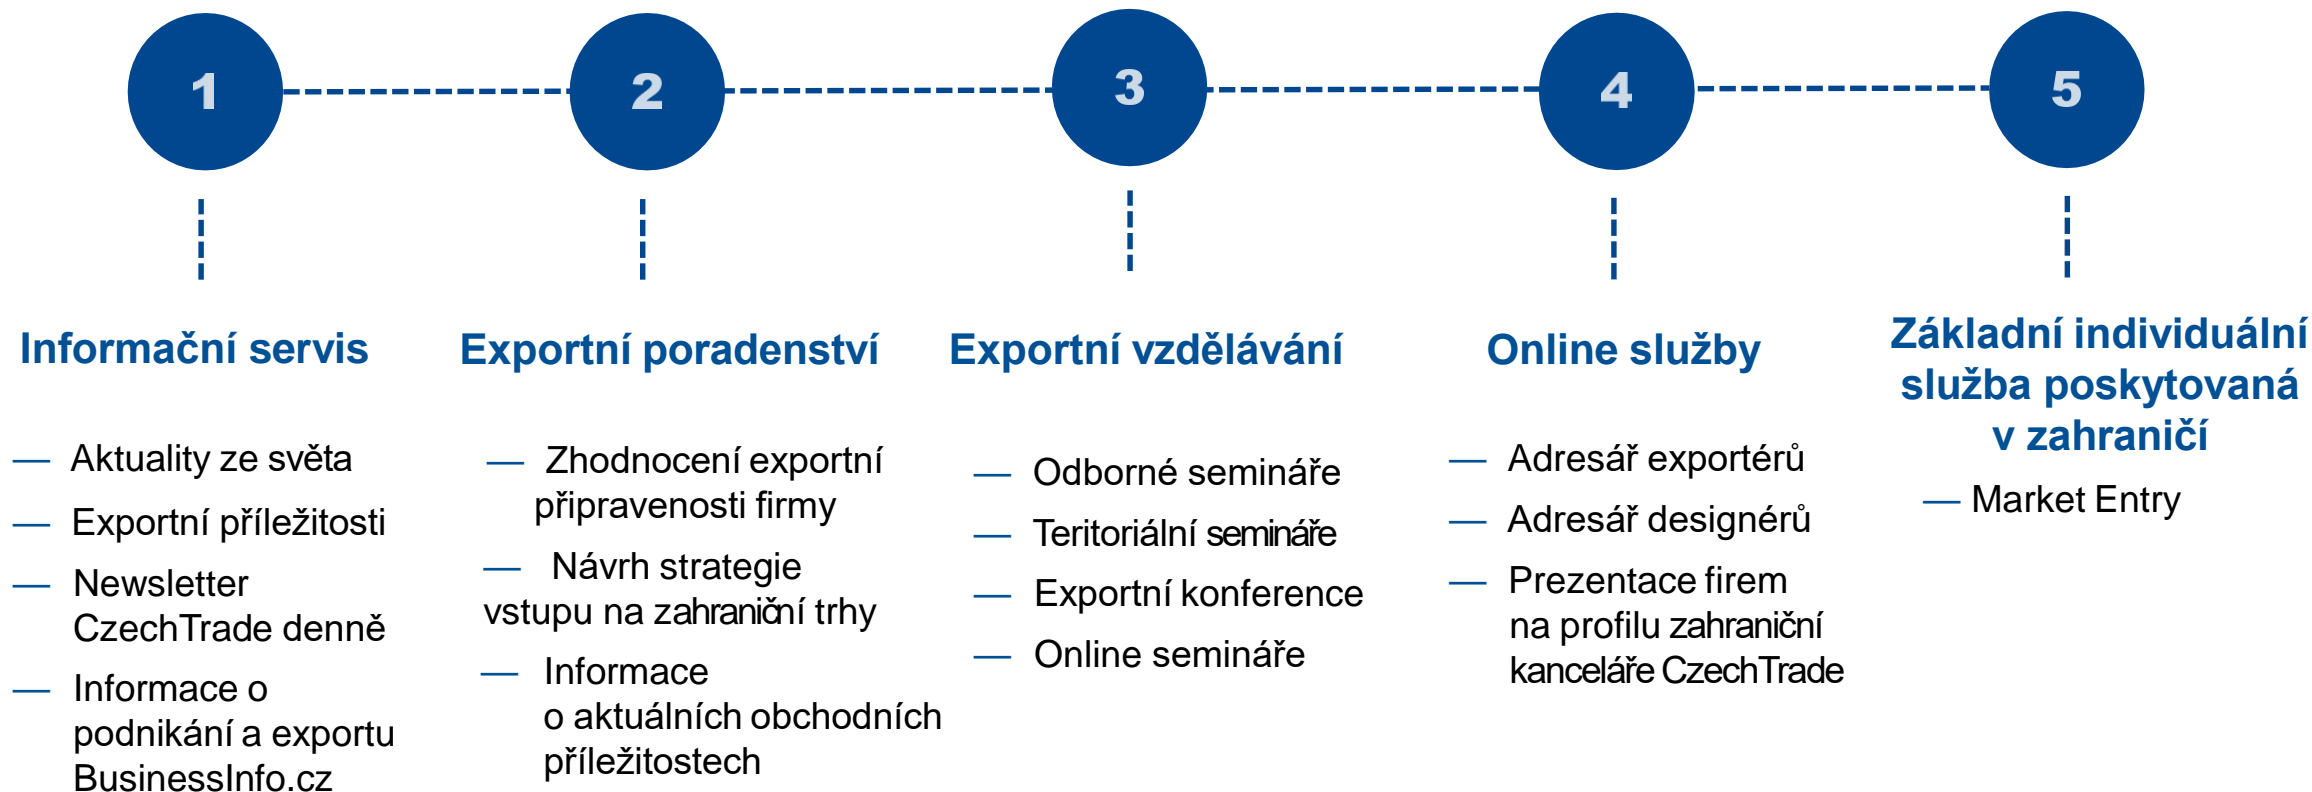 1
2
3
4
5
Informační servis
— Aktuality ze světa
— Exportní příležitosti
— Newsletter
CzechTrade denně
— Informace o
podnikání a exportu
BusinessInfo.cz
Exportní poradenství
— Zhodnocení exportní
připravenosti firmy
— Návrh strategie
vstupu na zahraniční trhy
— Informace
o aktuálních obchodních
příležitostech
Exportní vzdělávání
— Odborné semináře
— Teritoriální semináře
— Exportní konference
— Online semináře
Online služby
— Adresář exportérů
— Adresář designérů
— Prezentace firem
na profilu zahraniční
kanceláře CzechTrade
Základní individuální
služba poskytovaná
v zahraničí
— Market Entry